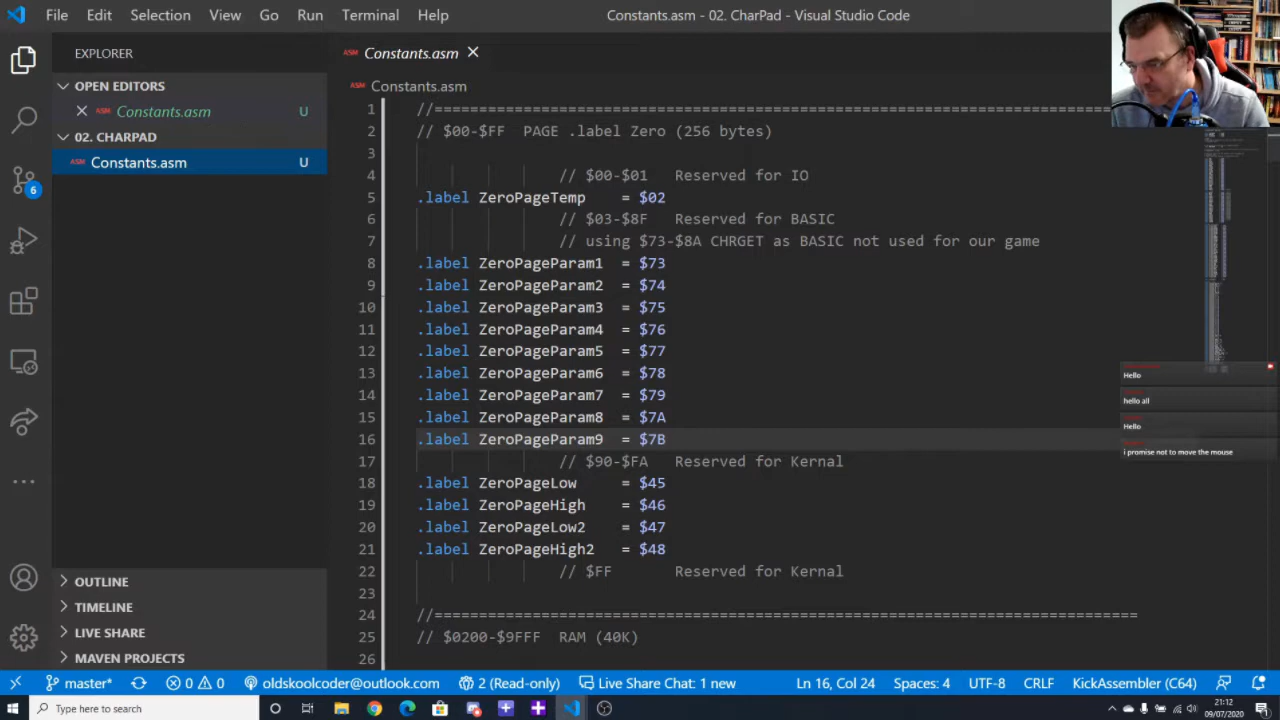 File Edit Selection View Go Run Terminal Help
Constants.asm - 02. CharPad - Visual Studio Code
EXPLORER
OPEN EDITORS
ASM Constants.asm U
02. CHARPAD
ASM Constants.asm U
6
OUTLINE
TIMELINE
LIVE SHARE
MAVEN PROJECTS
ASM Constants.asm
ASM Constants.asm
1 //================================================================================
2 // $00-$FF PAGE .label Zero (256 bytes)
3
4 // $00-$01 Reserved for IO
5 .label ZeroPageTemp = $02
6 // $03-$8F Reserved for BASIC
7 // using $73-$8A CHRGET as BASIC not used for our game
8 .label ZeroPageParam1 = $73
9 .label ZeroPageParam2 = $74
10 .label ZeroPageParam3 = $75
11 .label ZeroPageParam4 = $76
12 .label ZeroPageParam5 = $77
13 .label ZeroPageParam6 = $78
14 .label ZeroPageParam7 = $79
15 .label ZeroPageParam8 = $7A
16 .label ZeroPageParam9 = $7B
17 // $90-$FA Reserved for Kernal
18 .label ZeroPageLow = $45
19 .label ZeroPageHigh = $46
20 .label ZeroPageLow2 = $47
21 .label ZeroPageHigh2 = $48
22 // $FF Reserved for Kernal
23
24 //================================================================================
25 // $0200-$9FFF RAM (40K)
26
Hello
hello all
Hello
i promise not to move the mouse
master* 0 0 oldskoolcoder@outlook.com 2 (Read-only) Live Share Chat: 1 new Ln 16, Col 24 Spaces: 4 UTF-8 CRLF KickAssembler (C64)
Type here to search
21:12
09/07/2020
1